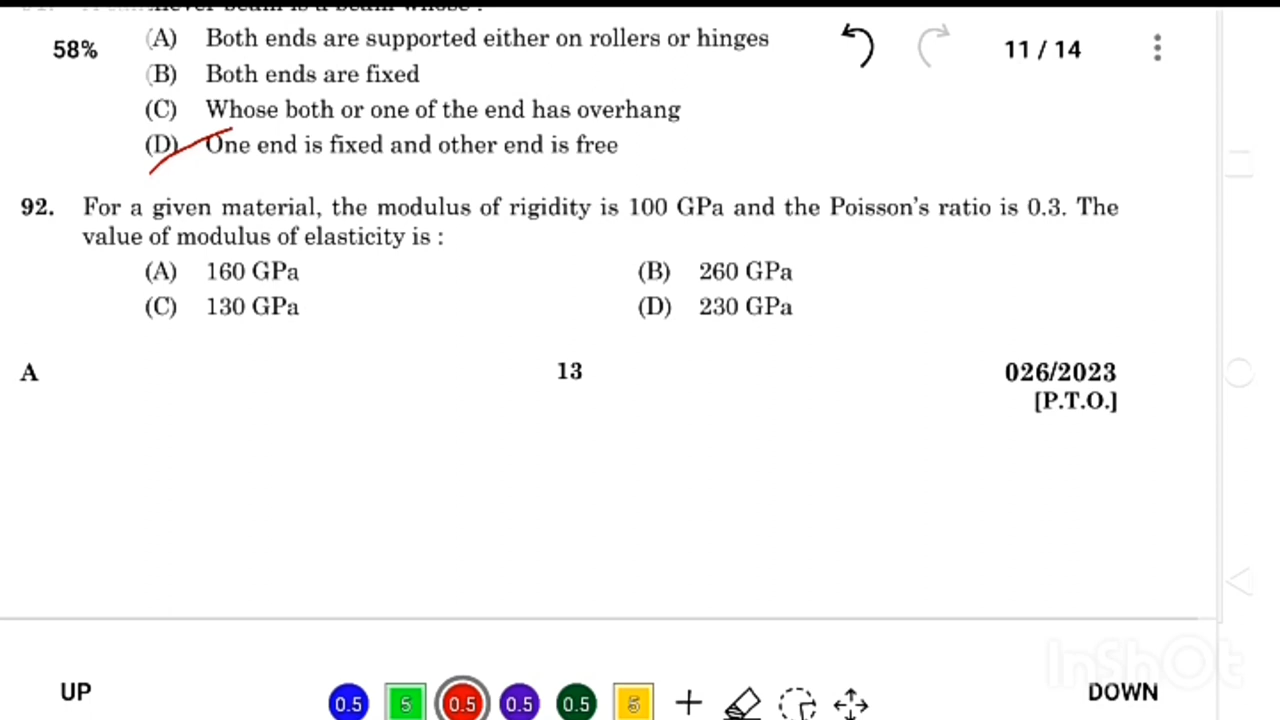 58%
(A) Both ends are supported either on rollers or hinges
11 / 14
(B) Both ends are fixed
(C) Whose both or one of the end has overhang
(D) One end is fixed and other end is free
92. For a given material, the modulus of rigidity is 100 GPa and the Poisson's ratio is 0.3. The
value of modulus of elasticity is :
(A) 160 GPa (B) 260 GPa
(C) 130 GPa (D) 230 GPa
A 13 026/2023
[P.T.O.]
InShOt
UP 0.5 5 0.5 0.5 0.5 5 DOWN